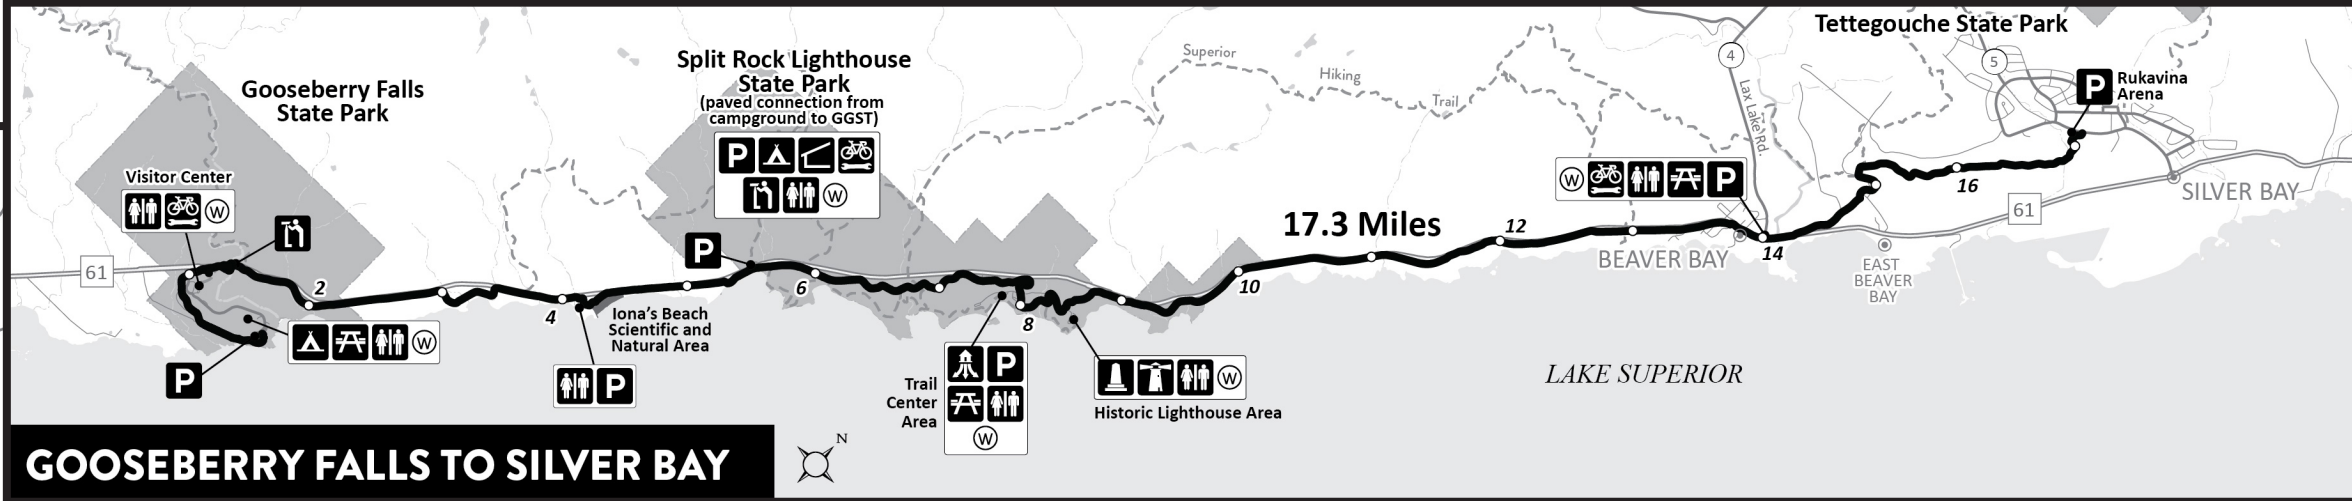 Tettegouche State Park
Split Rock Lighthouse
State Park
(paved connection from
campground to GGST)
Gooseberry Falls
State Park
Superior
Hiking
Trail
4
Lax Lake Rd.
5
P
Rukavina
Arena
P
W
Visitor Center
W
W
P
61
2
W
P
4
P
Iona's Beach
Scientific and
Natural Area
P
6
8
Trail
Center
Area
P
W
W
Historic Lighthouse Area
10
17.3 Miles
12
W
P
BEAVER BAY
14
EAST
BEAVER
BAY
16
61
SILVER BAY
LAKE SUPERIOR
N
GOOSEBERRY FALLS TO SILVER BAY